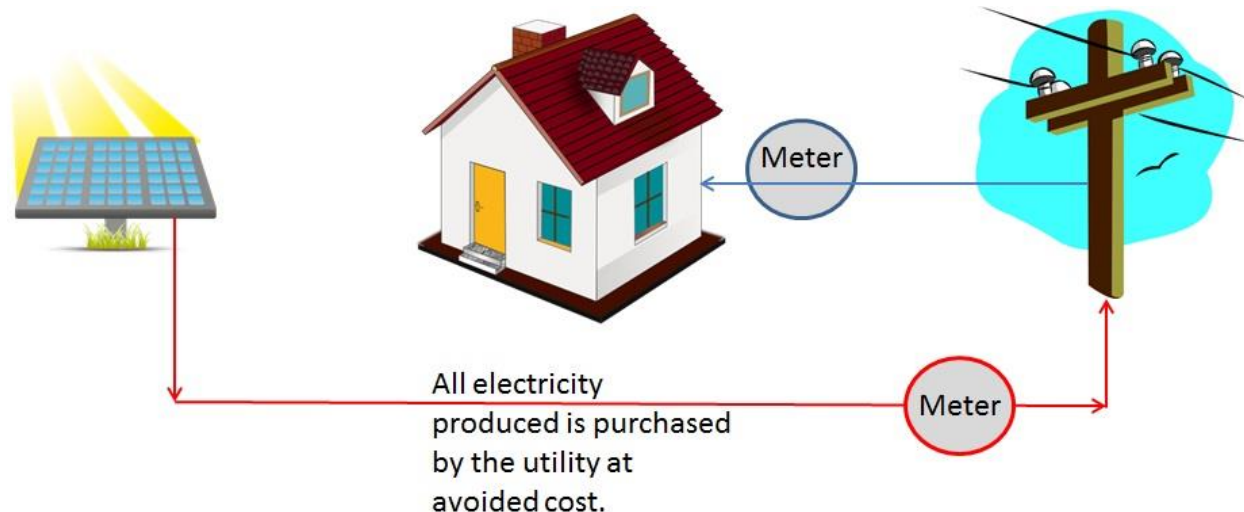 Meter
All electricity
produced is purchased
by the utility at
avoided cost.
Meter